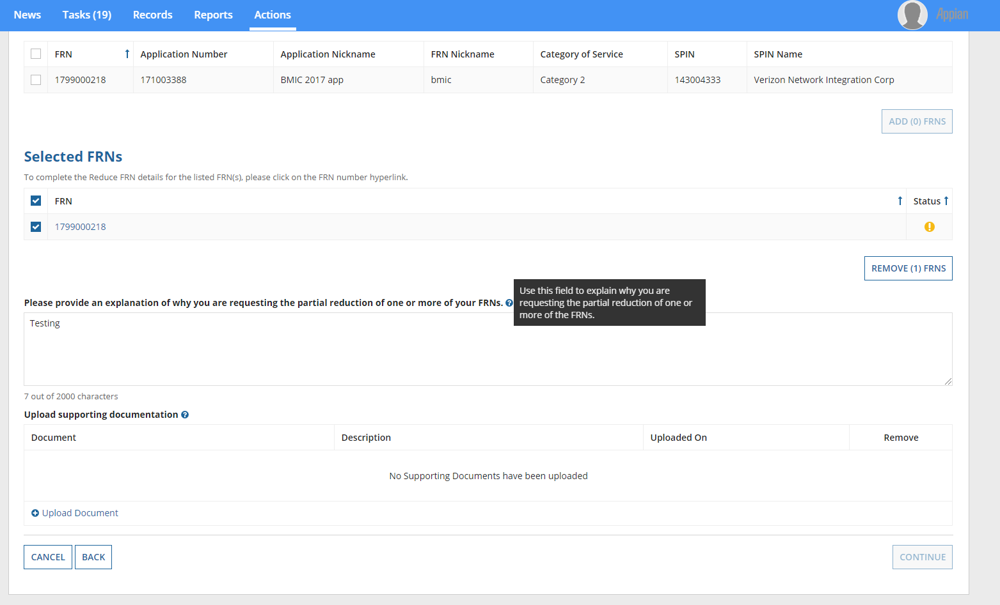 News Tasks (19) Records Reports Actions Appian
FRN Application Number Application Nickname FRN Nickname Category of Service SPIN SPIN Name
1799000218 171003388 BMIC 2017 app bmic Category 2 143004333 Verizon Network Integration Corp
ADD (0) FRNS
Selected FRNs
To complete the Reduce FRN details for the listed FRN(s), please click on the FRN number hyperlink.
FRN Status
1799000218
REMOVE (1) FRNS
Please provide an explanation of why you are requesting the partial reduction of one or more of your FRNs.
Use this field to explain why you are
requesting the partial reduction of one or
more of the FRNs.
Testing
7 out of 2000 characters
Upload supporting documentation
Document Description Uploaded On Remove
No Supporting Documents have been uploaded
Upload Document
CANCEL BACK CONTINUE